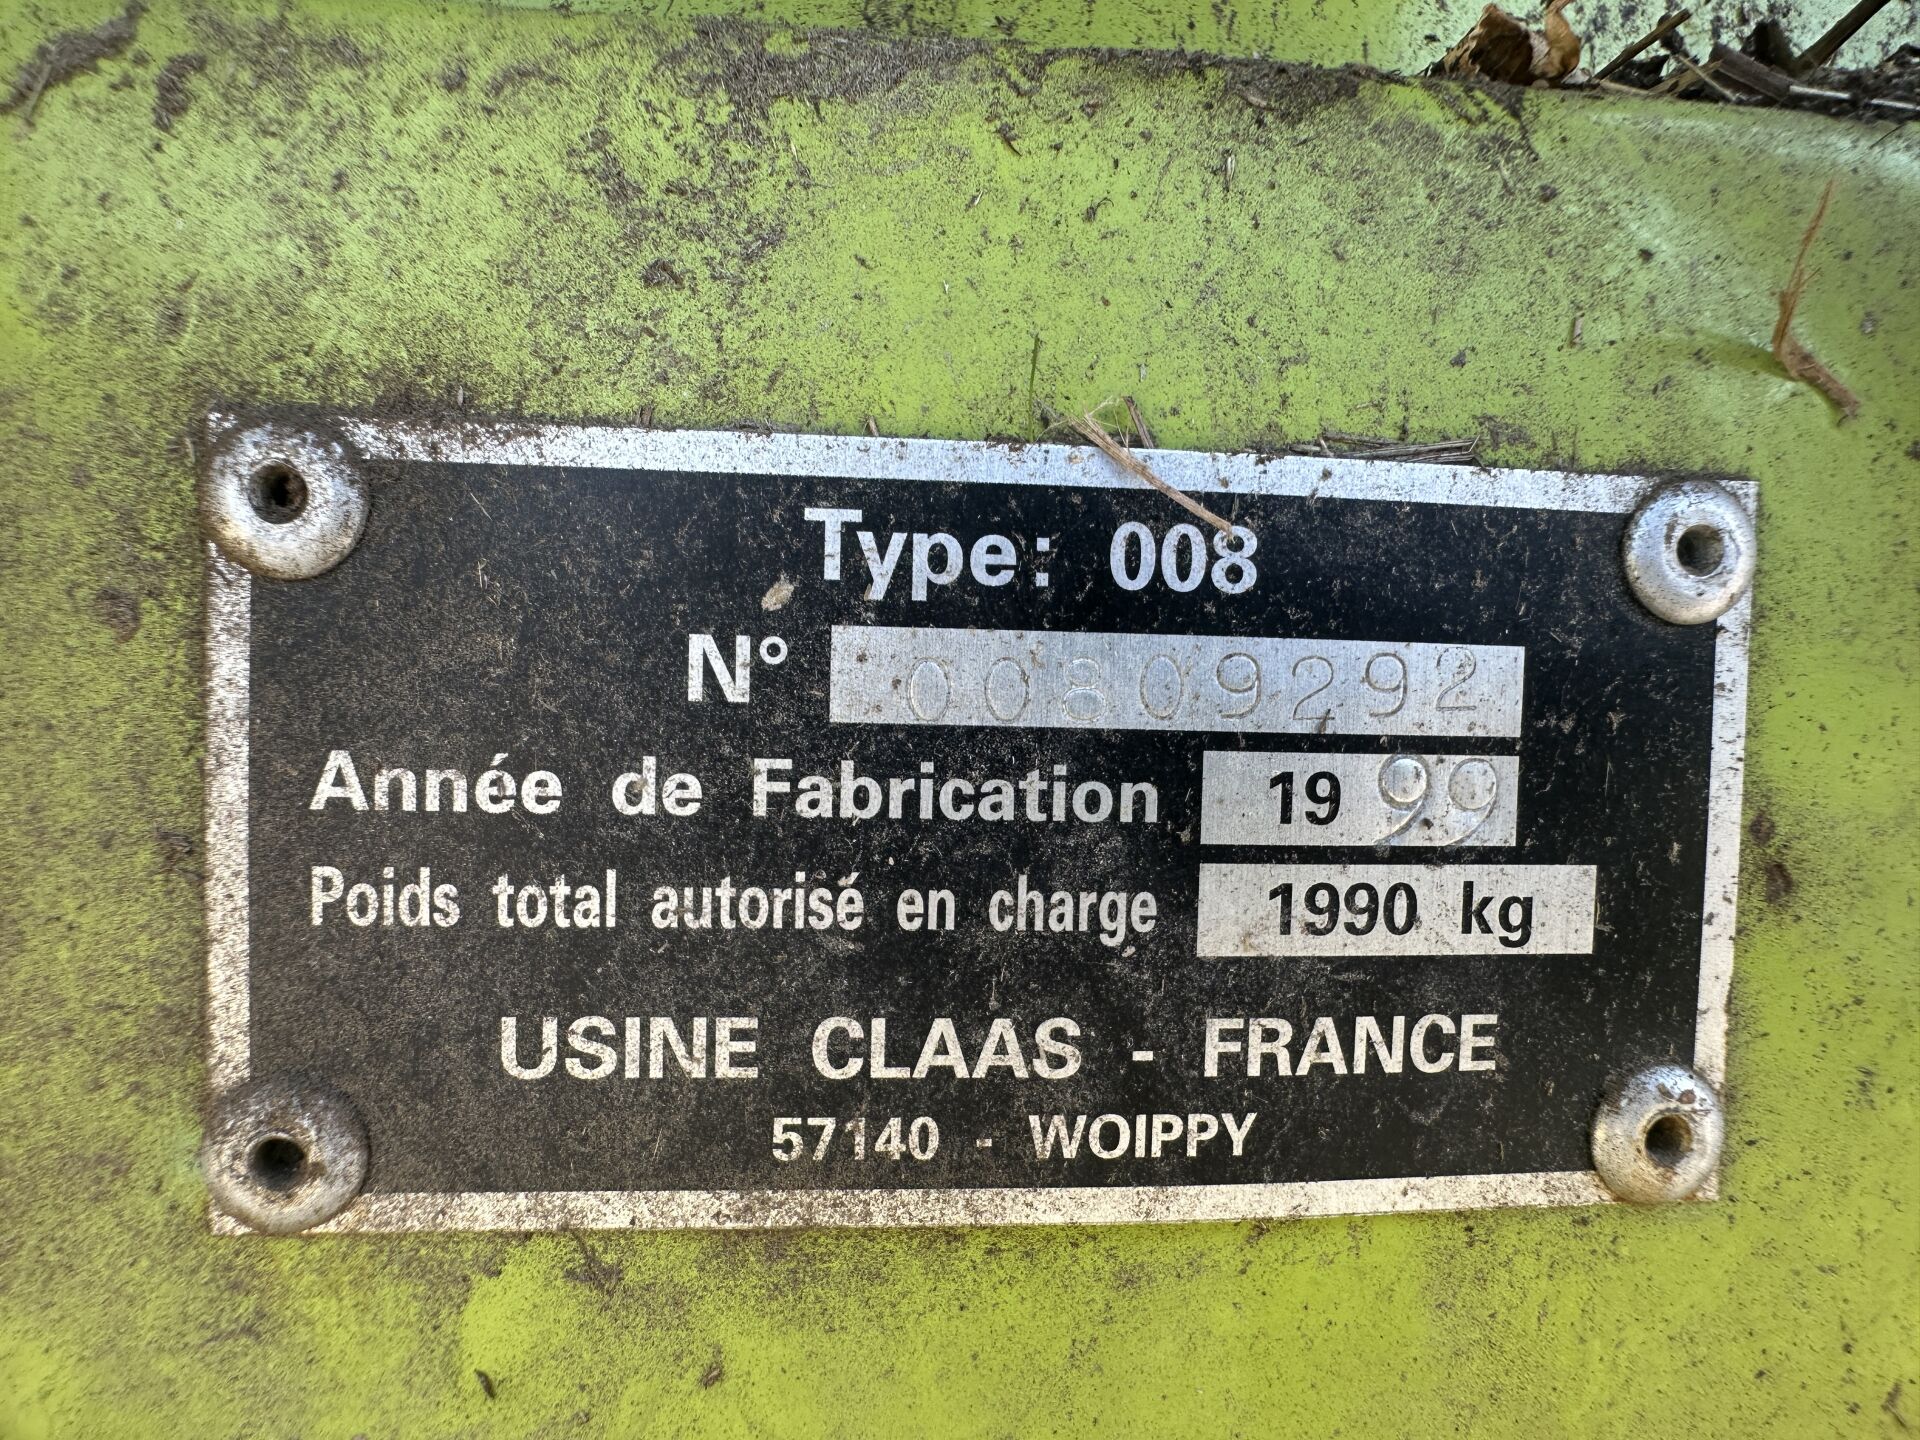 Type: 008
N° 00809292
Année de Fabrication 1999
Poids total autorisé en charge 1990 kg
USINE CLAAS - FRANCE
57140 - WOIPPY